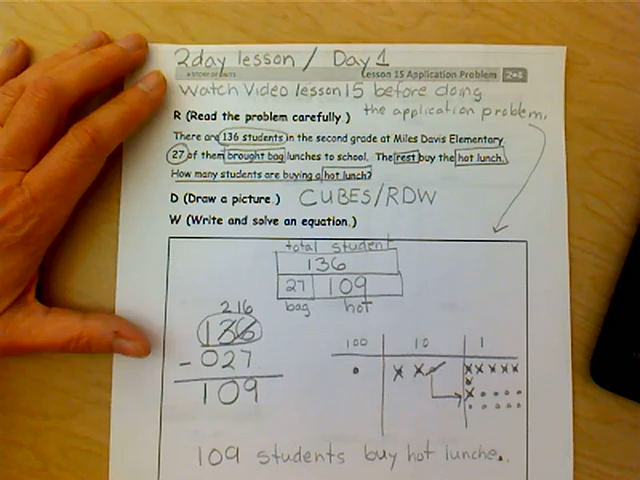 2day lesson / Day 1
A STORY OF UNITS Lesson 15 Application Problem 2•4
Watch Video lesson 15 before doing
the application problem.
R (Read the problem carefully.)
There are 136 students in the second grade at Miles Davis Elementary
27 of them brought bag lunches to school. The rest buy the hot lunch.
How many students are buying a hot lunch?
D (Draw a picture.) CUBES/RDW
W (Write and solve an equation.)
total student
136
27 109
bag hot
216
136
- 027
109
100 10 1
109 students buy hot lunche.